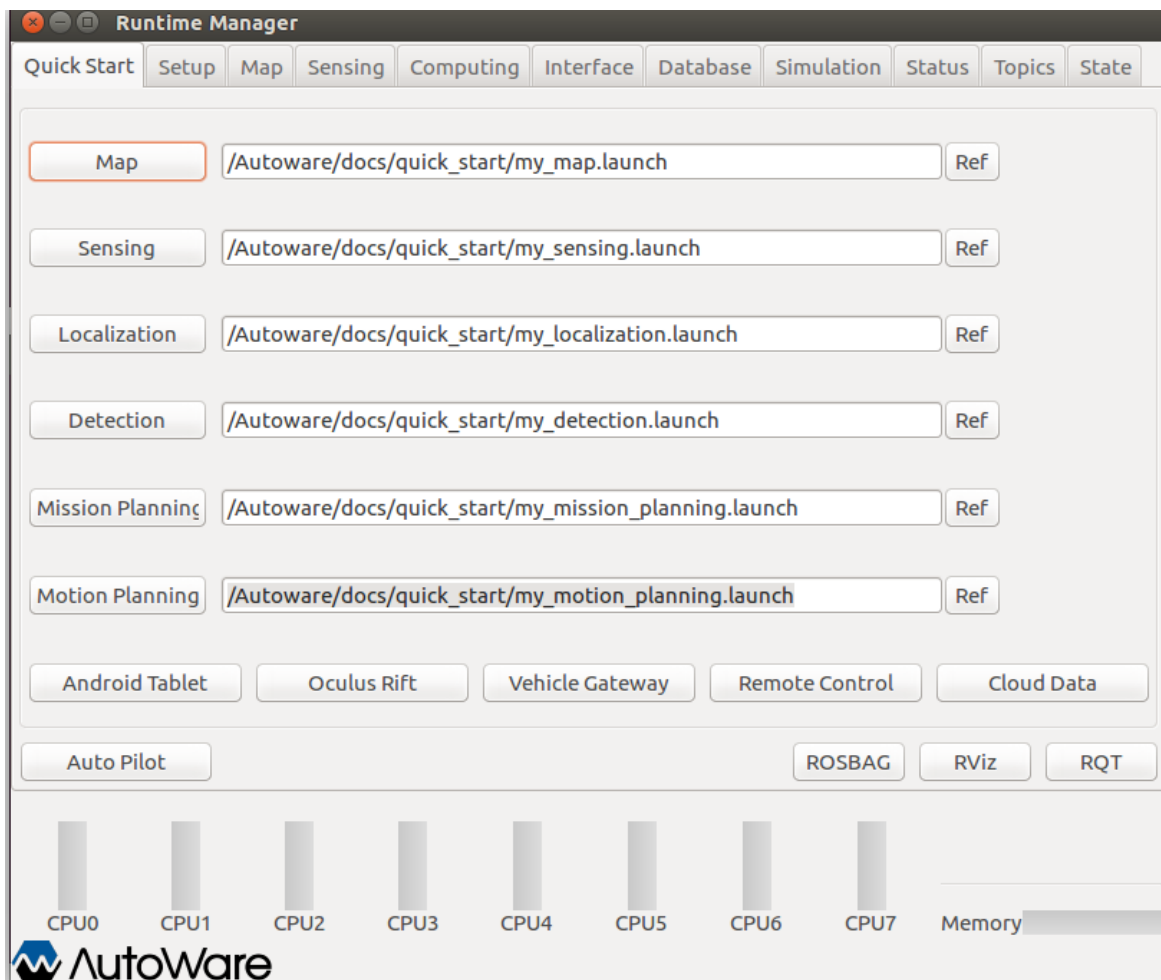 Runtime Manager
Quick Start Setup Map Sensing Computing Interface Database Simulation Status Topics State
Map /Autoware/docs/quick_start/my_map.launch Ref
Sensing /Autoware/docs/quick_start/my_sensing.launch Ref
Localization /Autoware/docs/quick_start/my_localization.launch Ref
Detection /Autoware/docs/quick_start/my_detection.launch Ref
Mission Planning /Autoware/docs/quick_start/my_mission_planning.launch Ref
Motion Planning /Autoware/docs/quick_start/my_motion_planning.launch Ref
Android Tablet Oculus Rift Vehicle Gateway Remote Control Cloud Data
Auto Pilot ROSBAG RViz RQT
CPU0 CPU1 CPU2 CPU3 CPU4 CPU5 CPU6 CPU7 Memory
AutoWare